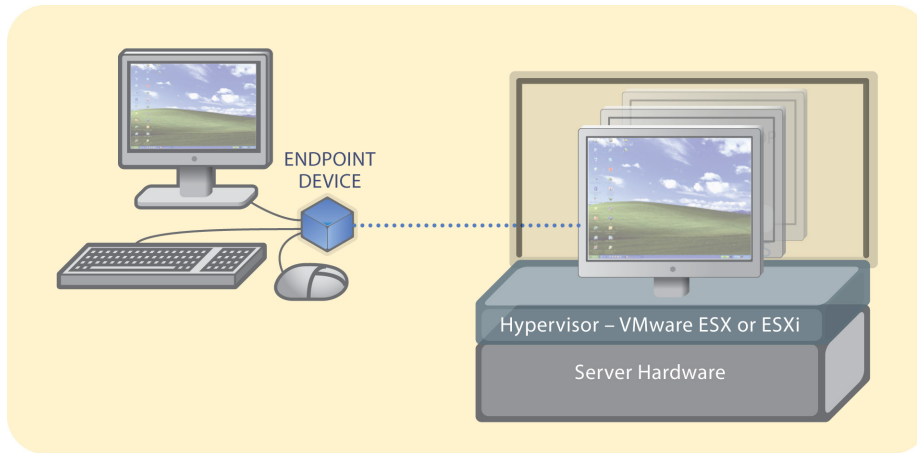 ENDPOINT
DEVICE
Hypervisor – VMware ESX or ESXi
Server Hardware